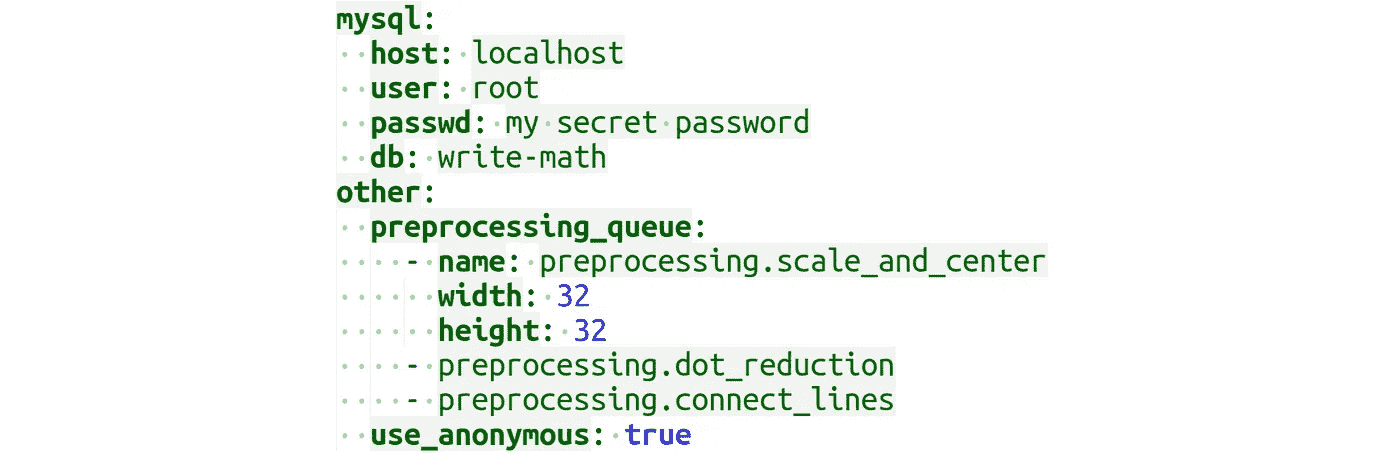 mysql:
  host: localhost
  user: root
  passwd: my secret password
  db: write-math
other:
  preprocessing_queue:
    - name: preprocessing.scale_and_center
      width: 32
      height: 32
    - preprocessing.dot_reduction
    - preprocessing.connect_lines
  use_anonymous: true